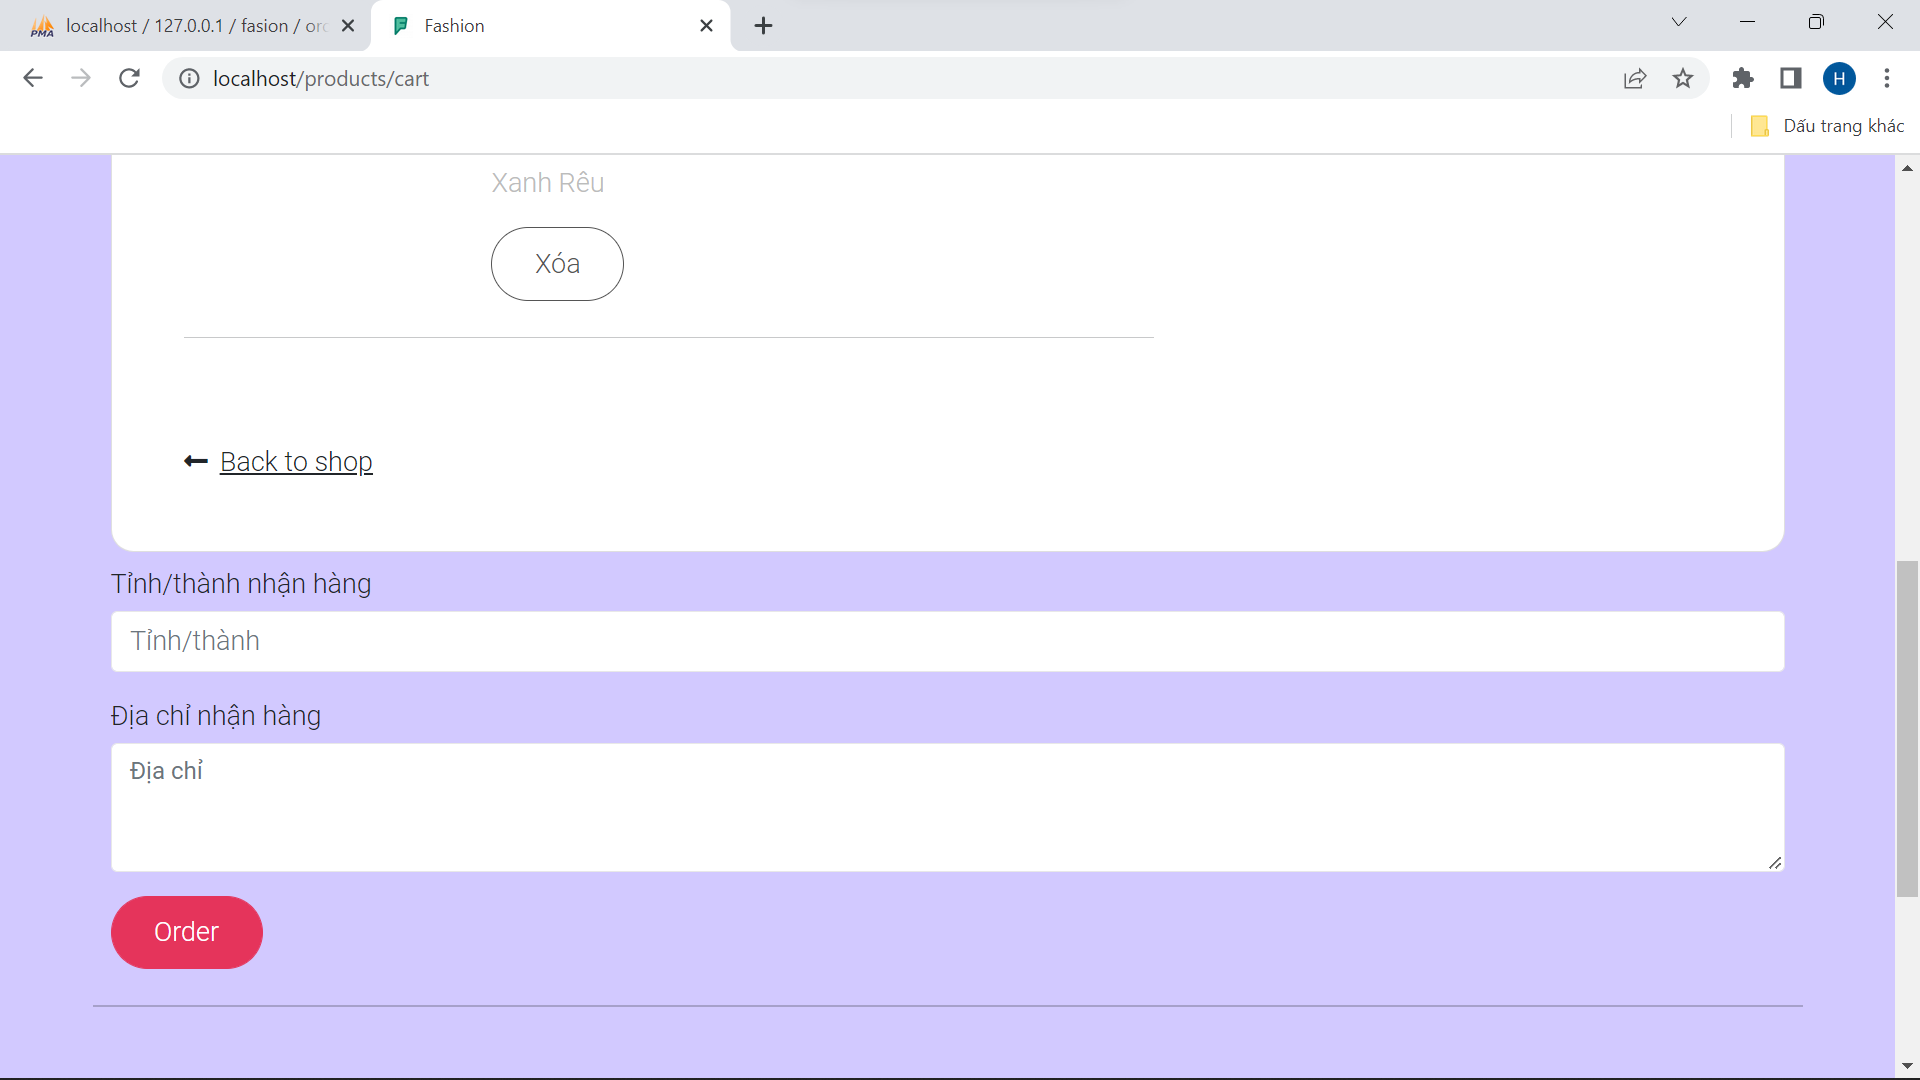 localhost / 127.0.0.1 / fasion / orc
Fashion
localhost/products/cart
H
Dấu trang khác
Xanh Rêu
Xóa
Back to shop
Tỉnh/thành nhận hàng
Tỉnh/thành
Địa chỉ nhận hàng
Địa chỉ
Order
PMA